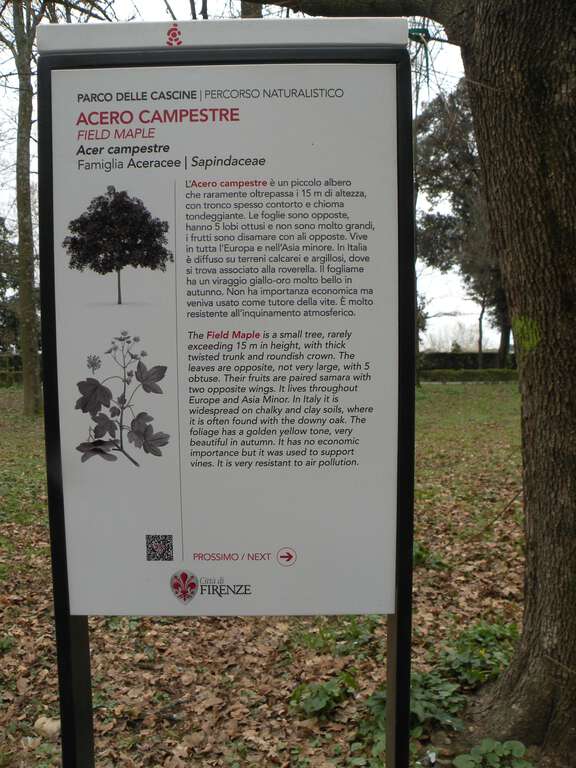 PARCO DELLE CASCINE | PERCORSO NATURALISTICO
ACERO CAMPESTRE
FIELD MAPLE
Acer campestre
Famiglia Aceracee | Sapindaceae
L'Acero campestre è un piccolo albero
che raramente oltrepassa i 15 m di altezza,
con tronco spesso contorto e chioma
tondeggiante. Le foglie sono opposte,
hanno 5 lobi ottusi e non sono molto grandi,
i frutti sono disamare con ali opposte. Vive
in tutta l'Europa e nell'Asia minore. In Italia
è diffuso su terreni calcarei e argillosi, dove
si trova associato alla roverella. Il fogliame
ha un viraggio giallo-oro molto bello in
autunno. Non ha importanza economica ma
veniva usato come tutore della vite. È molto
resistente all'inquinamento atmosferico.
The Field Maple is a small tree, rarely
exceeding 15 m in height, with thick
twisted trunk and roundish crown. The
leaves are opposite, not very large, with 5
obtuse. Their fruits are paired samara with
two opposite wings. It lives throughout
Europe and Asia Minor. In Italy it is
widespread on chalky and clay soils, where
it is often found with the downy oak. The
foliage has a golden yellow tone, very
beautiful in autumn. It has no economic
importance but it was used to support
vines. It is very resistant to air pollution.
PROSSIMO / NEXT
Città di
FIRENZE